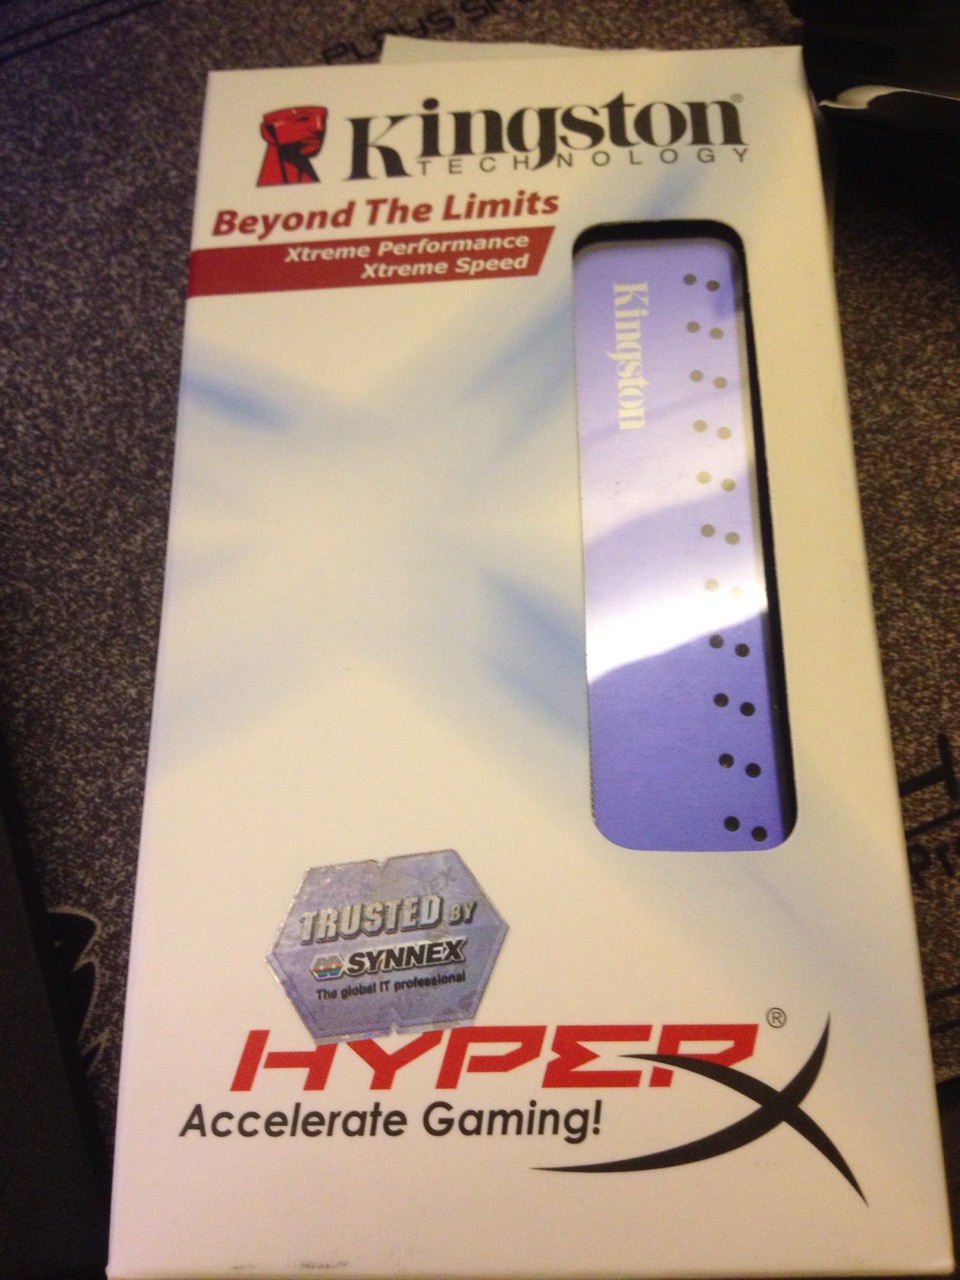 Kingston®
TECHNOLOGY
Beyond The Limits
Xtreme Performance
Xtreme Speed
Kingston
TRUSTED BY
SYNNEX
The global IT professional
HYPERX®
Accelerate Gaming!